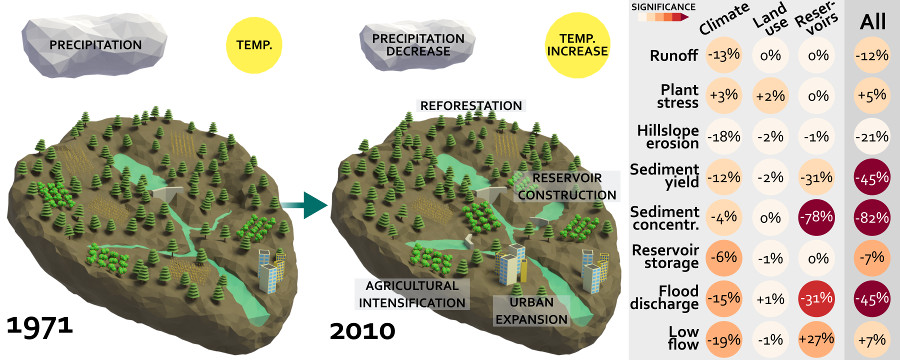 PRECIPITATION
TEMP.
1971
PRECIPITATION
DECREASE
TEMP.
INCREASE
REFORESTATION
RESERVOIR
CONSTRUCTION
AGRICULTURAL
INTENSIFICATION
URBAN
EXPANSION
2010
SIGNIFICANCE
Climate
Land
use
Reser-
voirs
All
Runoff -13% 0% 0% -12%
Plant
stress +3% +2% 0% +5%
Hillslope
erosion -18% -2% -1% -21%
Sediment
yield -12% -2% -31% -45%
Sediment
concentr. -4% 0% -78% -82%
Reservoir
storage -6% -1% 0% -7%
Flood
discharge -15% +1% -31% -45%
Low
flow -19% -1% +27% +7%